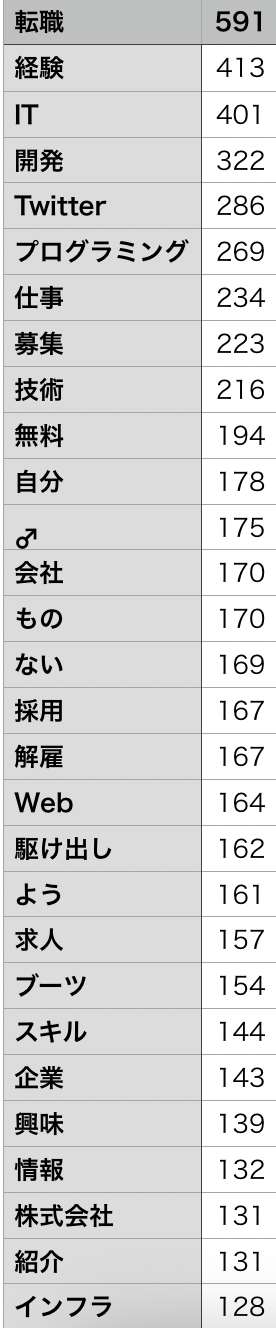 転職 591
経験 413
IT 401
開発 322
Twitter 286
プログラミング 269
仕事 234
募集 223
技術 216
無料 194
自分 178
♂ 175
会社 170
もの 170
ない 169
採用 167
解雇 167
Web 164
駆け出し 162
よう 161
求人 157
ブーツ 154
スキル 144
企業 143
興味 139
情報 132
株式会社 131
紹介 131
インフラ 128